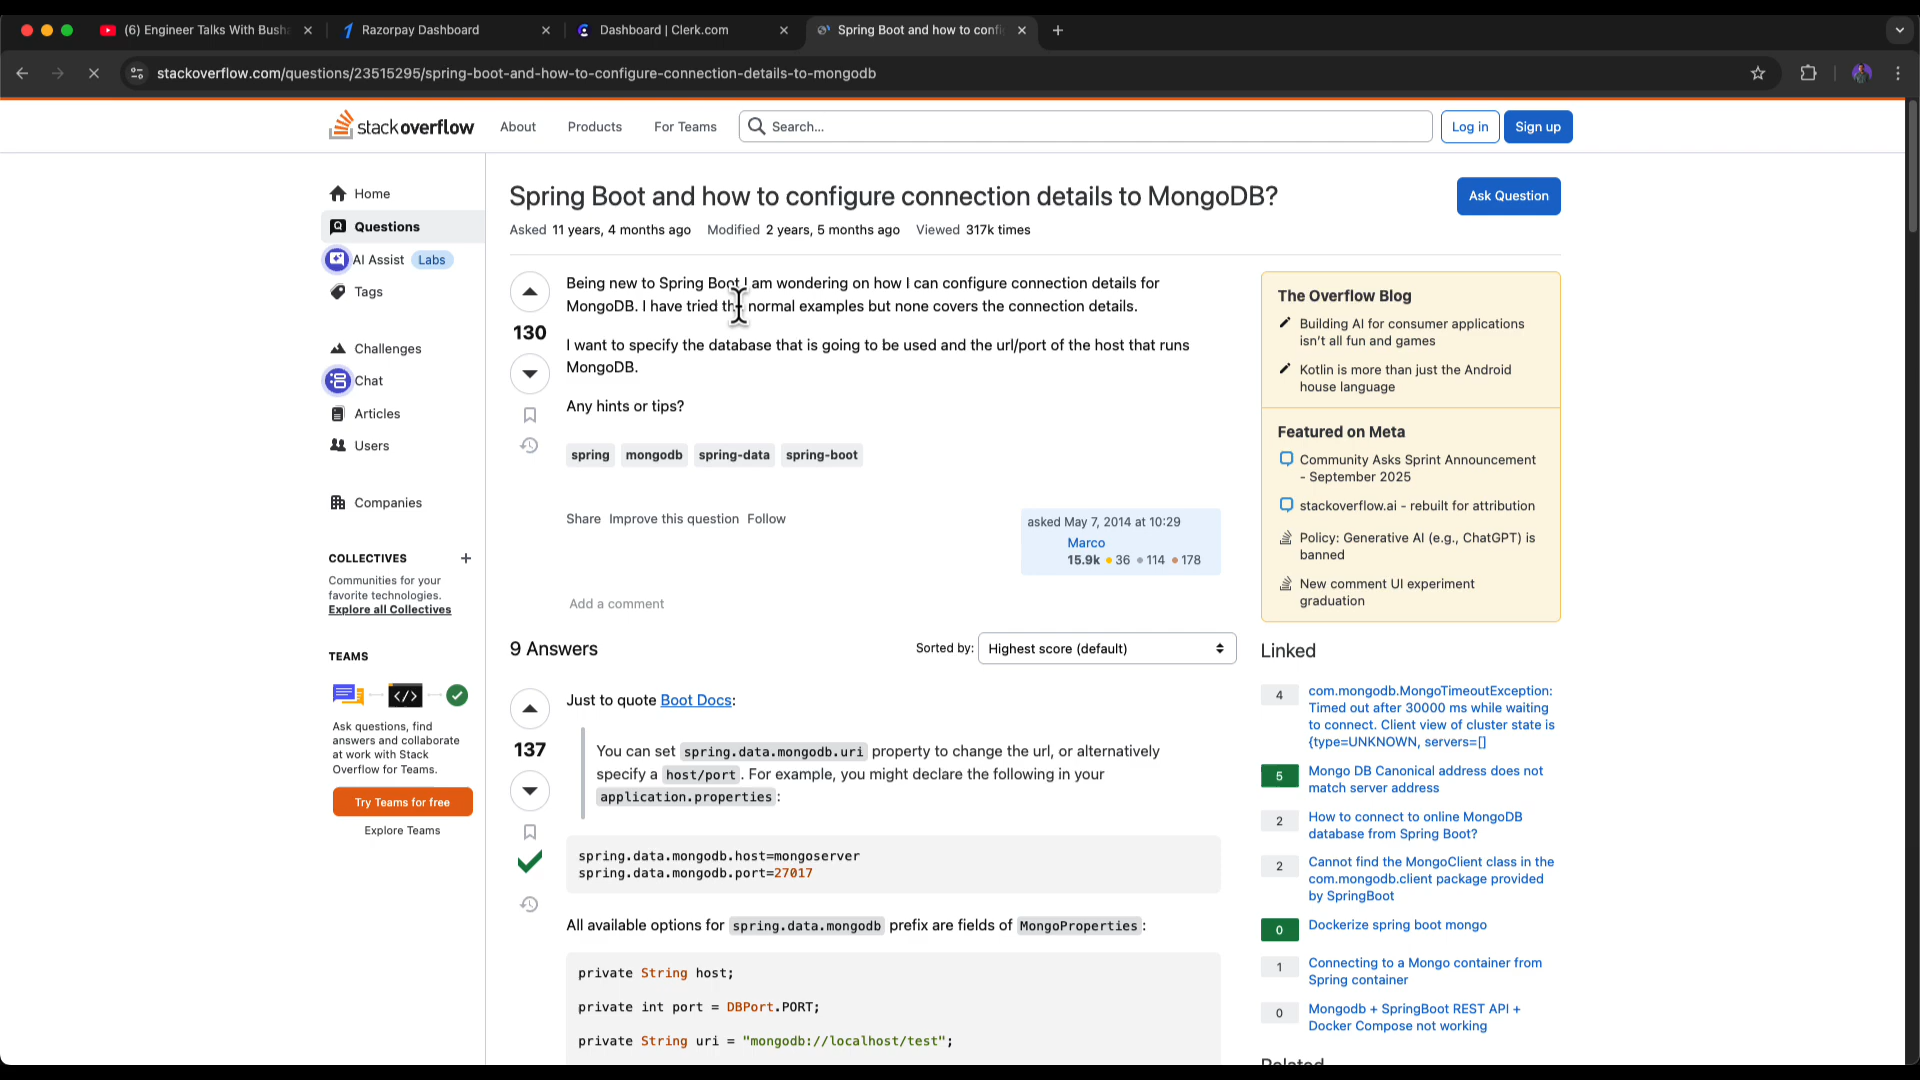 (6) Engineer Talks With Busha
Razorpay Dashboard
Dashboard | Clerk.com
Spring Boot and how to confi
stackoverflow.com/questions/23515295/spring-boot-and-how-to-configure-connection-details-to-mongodb
stackoverflow
About
Products
For Teams
Search...
Log in
Sign up
Home
Questions
AI Assist Labs
Tags
Challenges
Chat
Articles
Users
Companies
COLLECTIVES
Communities for your
favorite technologies.
Explore all Collectives
TEAMS
Ask questions, find
answers and collaborate
at work with Stack
Overflow for Teams.
Try Teams for free
Explore Teams
Spring Boot and how to configure connection details to MongoDB?
Ask Question
Asked 11 years, 4 months ago Modified 2 years, 5 months ago Viewed 317k times
130
Being new to Spring Boot I am wondering on how I can configure connection details for
MongoDB. I have tried the normal examples but none covers the connection details.
I want to specify the database that is going to be used and the url/port of the host that runs
MongoDB.
Any hints or tips?
spring mongodb spring-data spring-boot
Share Improve this question Follow
asked May 7, 2014 at 10:29
Marco
15.9k 36 114 178
Add a comment
9 Answers
Sorted by: Highest score (default)
137
Just to quote Boot Docs:
You can set spring.data.mongodb.uri property to change the url, or alternatively
specify a host/port. For example, you might declare the following in your
application.properties:
spring.data.mongodb.host=mongoserver
spring.data.mongodb.port=27017
All available options for spring.data.mongodb prefix are fields of MongoProperties:
private String host;
private int port = DBPort.PORT;
private String uri = "mongodb://localhost/test";
The Overflow Blog
Building AI for consumer applications
isn't all fun and games
Kotlin is more than just the Android
house language
Featured on Meta
Community Asks Sprint Announcement
- September 2025
stackoverflow.ai - rebuilt for attribution
Policy: Generative AI (e.g., ChatGPT) is
banned
New comment UI experiment
graduation
Linked
4 com.mongodb.MongoTimeoutException:
Timed out after 30000 ms while waiting
to connect. Client view of cluster state is
{type=UNKNOWN, servers=[]
5 Mongo DB Canonical address does not
match server address
2 How to connect to online MongoDB
database from Spring Boot?
2 Cannot find the MongoClient class in the
com.mongodb.client package provided
by SpringBoot
0 Dockerize spring boot mongo
1 Connecting to a Mongo container from
Spring container
0 Mongodb + SpringBoot REST API +
Docker Compose not working
Related